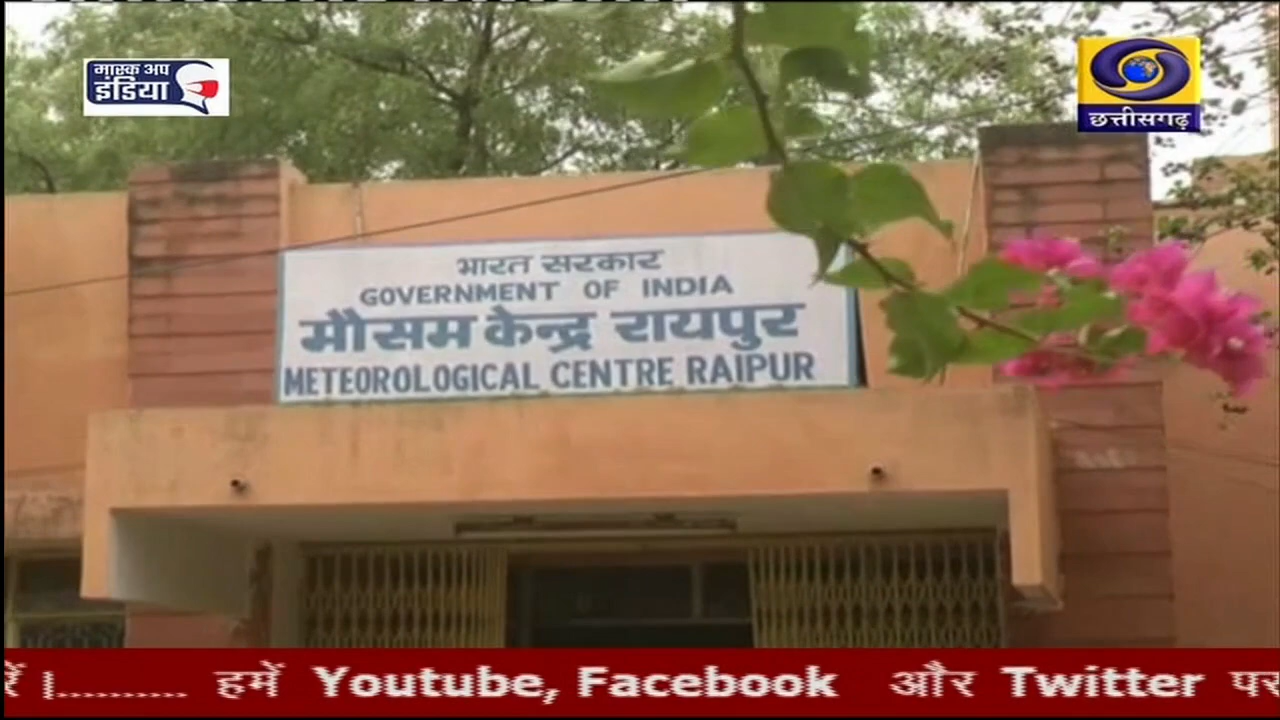 मास्क अप
इंडिया
छत्तीसगढ़
भारत सरकार
GOVERNMENT OF INDIA
मौसम केन्द्र रायपुर
METEOROLOGICAL CENTRE RAIPUR
रें |.......... हमें Youtube, Facebook और Twitter पर